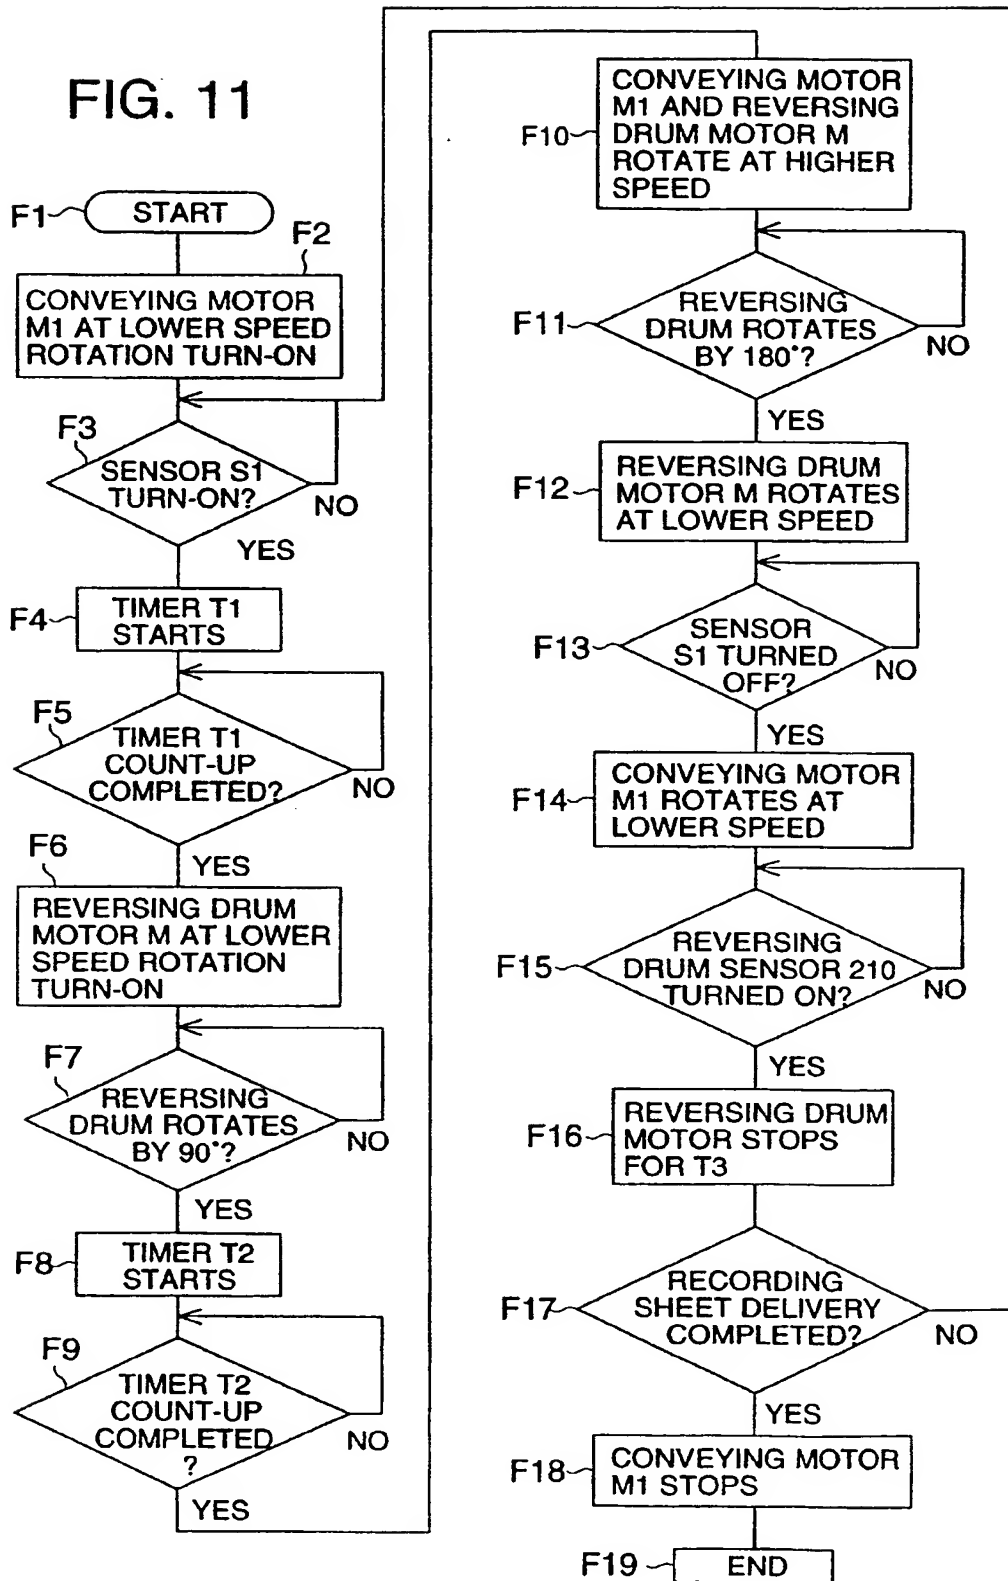 FIG. 11
F1
START
F2
CONVEYING MOTOR
M1 AT LOWER SPEED
ROTATION TURN-ON
F3
SENSOR S1
TURN-ON?
NO
YES
F4
TIMER T1
STARTS
F5
TIMER T1
COUNT-UP
COMPLETED?
NO
YES
F6
REVERSING DRUM
MOTOR M AT LOWER
SPEED ROTATION
TURN-ON
F7
REVERSING
DRUM ROTATES
BY 90°?
NO
YES
F8
TIMER T2
STARTS
F9
TIMER T2
COUNT-UP
COMPLETED
?
NO
YES
F10
CONVEYING MOTOR
M1 AND REVERSING
DRUM MOTOR M
ROTATE AT HIGHER
SPEED
F11
REVERSING
DRUM ROTATES
BY 180°?
NO
YES
F12
REVERSING DRUM
MOTOR M ROTATES
AT LOWER SPEED
F13
SENSOR
S1 TURNED
OFF?
NO
YES
F14
CONVEYING MOTOR
M1 ROTATES AT
LOWER SPEED
F15
REVERSING
DRUM SENSOR 210
TURNED ON?
NO
YES
F16
REVERSING DRUM
MOTOR STOPS
FOR T3
F17
RECORDING
SHEET DELIVERY
COMPLETED?
NO
YES
F18
CONVEYING MOTOR
M1 STOPS
F19
END